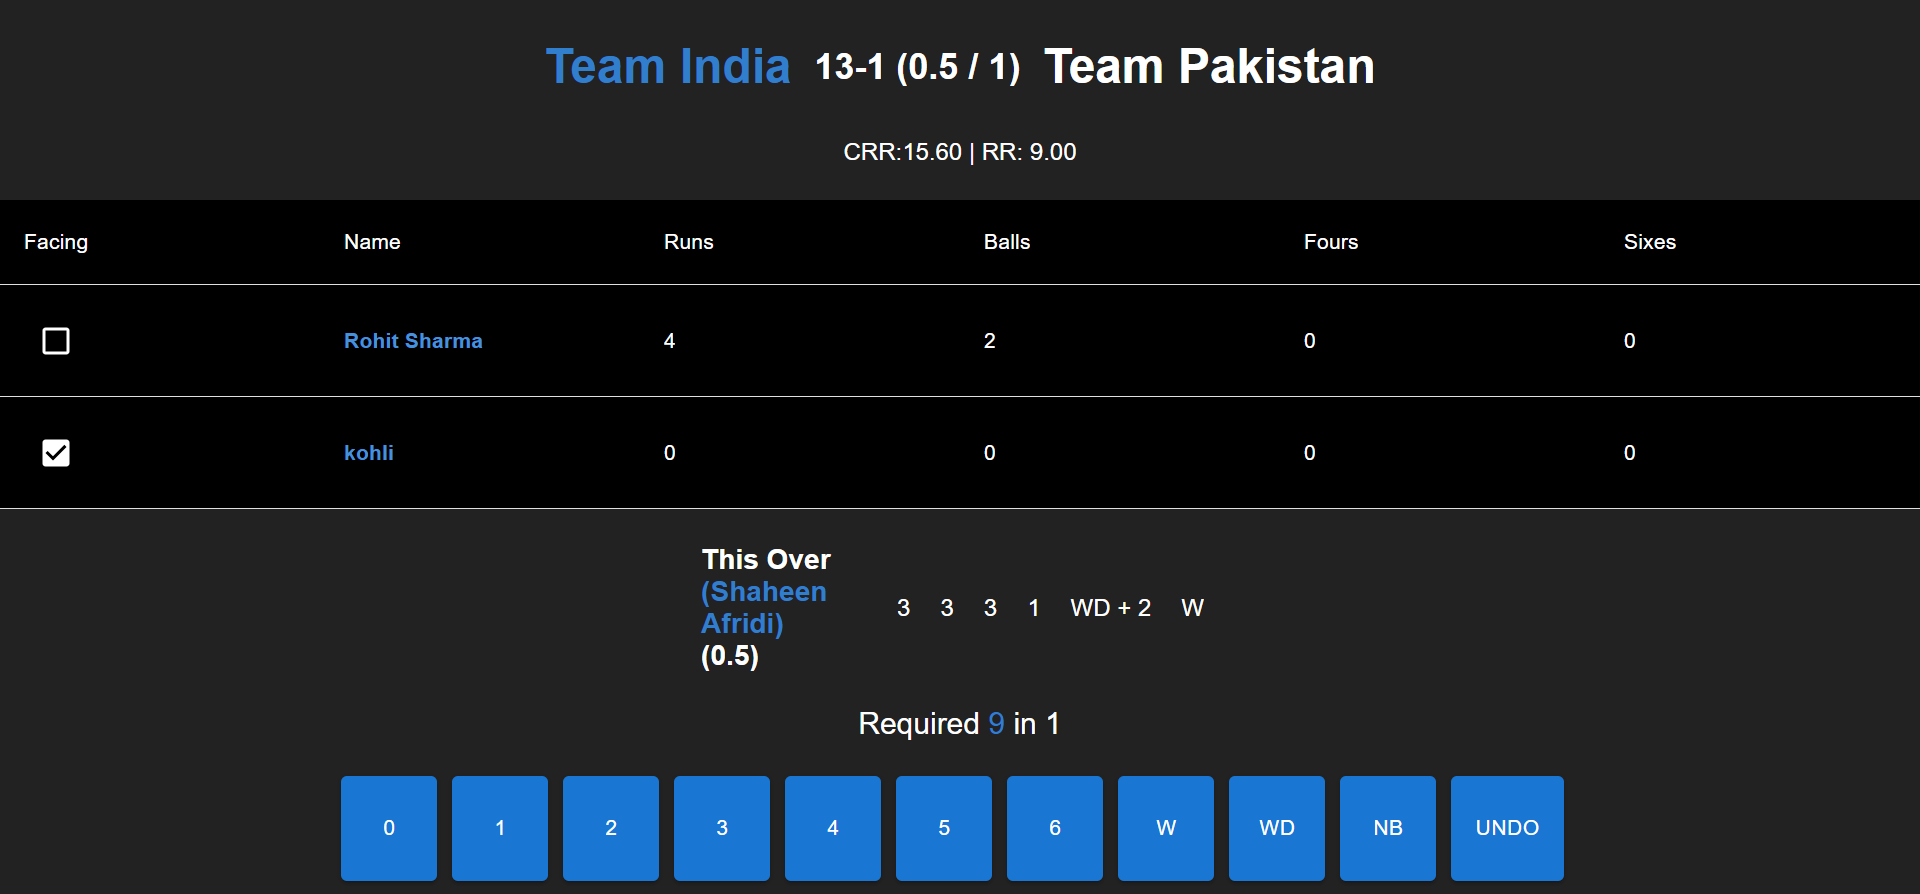 Team India 13-1 (0.5 / 1) Team Pakistan
CRR:15.60 | RR: 9.00
Facing Name Runs Balls Fours Sixes
Rohit Sharma 4 2 0 0
kohli 0 0 0 0
This Over
(Shaheen
Afridi)
(0.5)
3 3 3 1 WD + 2 W
Required 9 in 1
0 1 2 3 4 5 6 W WD NB UNDO